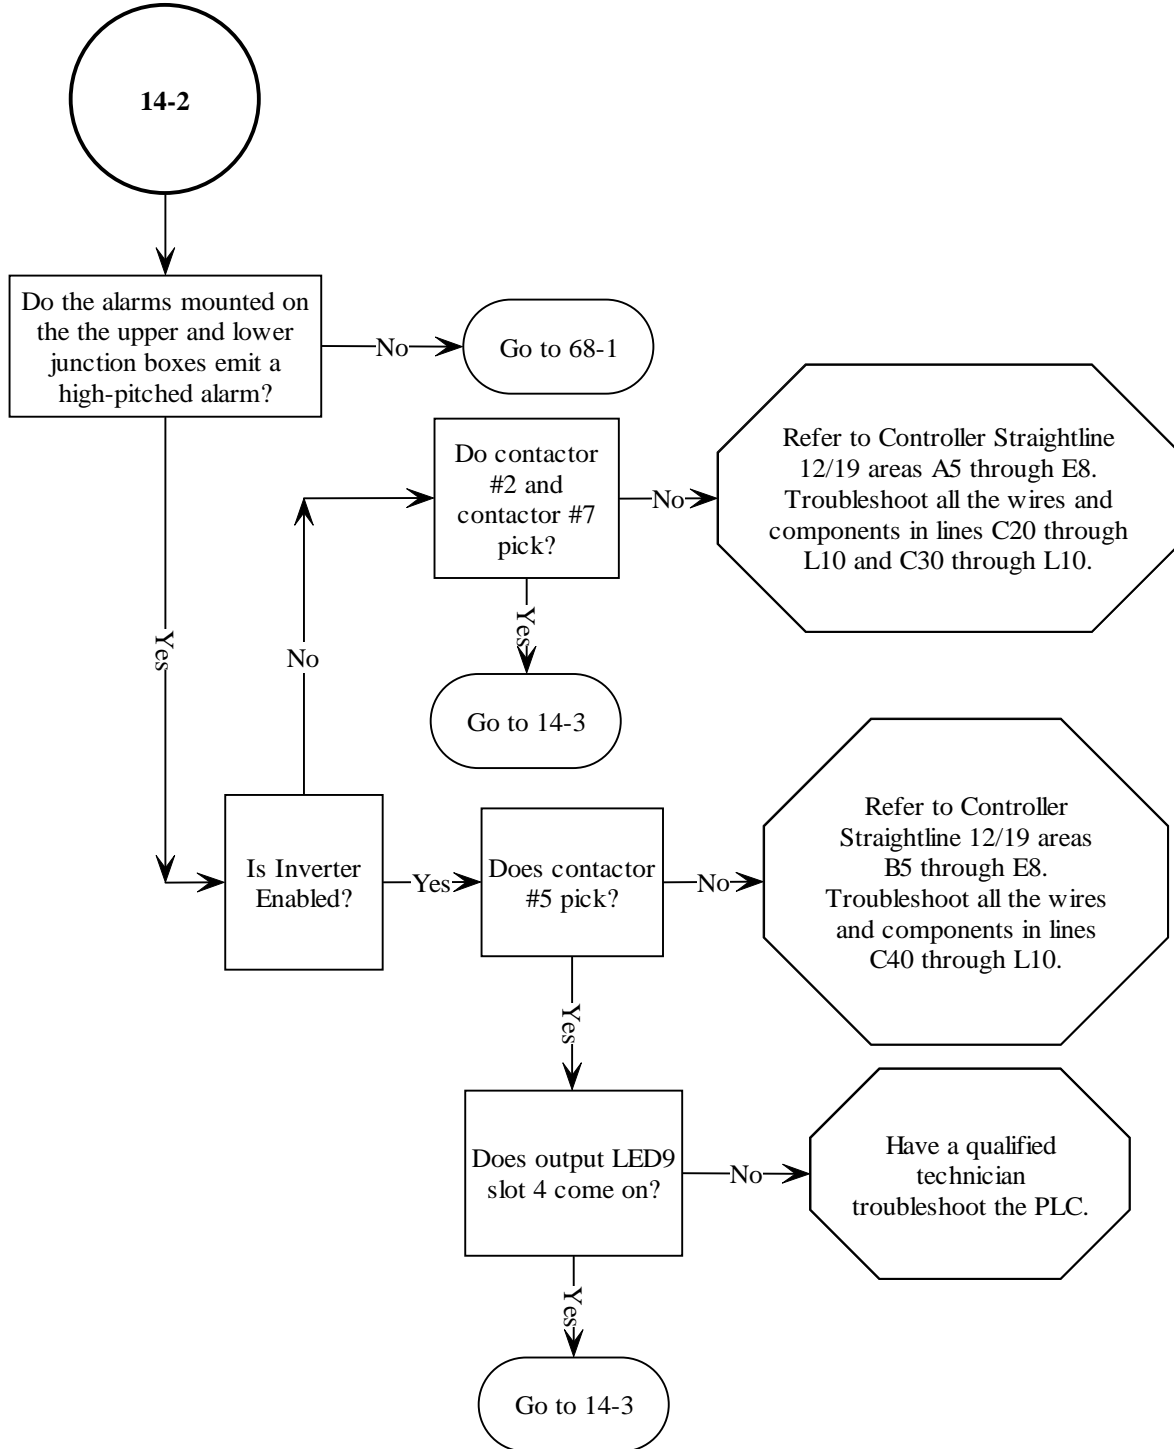 14-2
Do the alarms mounted on
the the upper and lower
junction boxes emit a
high-pitched alarm?
No
Go to 68-1
Do contactor
#2 and
contactor #7
pick?
No
Refer to Controller Straightline
12/19 areas A5 through E8.
Troubleshoot all the wires and
components in lines C20 through
L10 and C30 through L10.
Yes
Go to 14-3
Yes
No
Is Inverter
Enabled?
Yes
Does contactor
#5 pick?
No
Refer to Controller
Straightline 12/19 areas
B5 through E8.
Troubleshoot all the wires
and components in lines
C40 through L10.
Yes
Does output LED9
slot 4 come on?
No
Have a qualified
technician
troubleshoot the PLC.
Yes
Go to 14-3